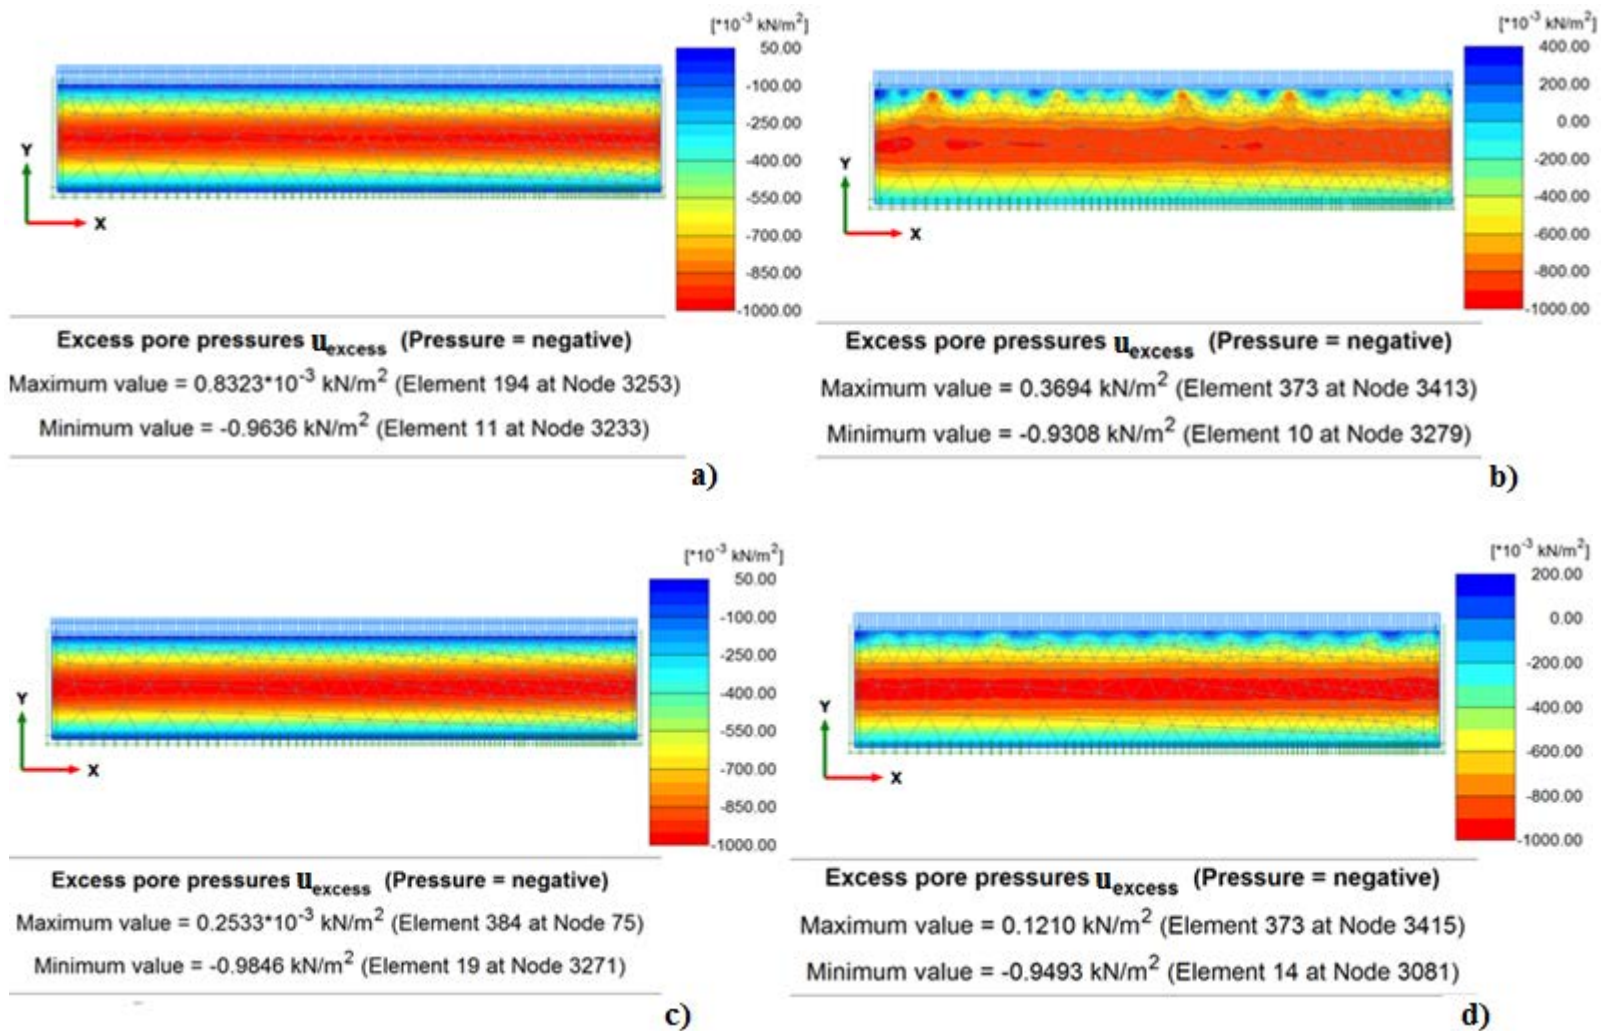 [*10-3 kN/m2]
50.00
-100.00
-250.00
-400.00
-550.00
-700.00
-850.00
-1000.00
Y
X
Excess pore pressures uexcess (Pressure = negative)
Maximum value = 0.8323*10-3 kN/m2 (Element 194 at Node 3253)
Minimum value = -0.9636 kN/m2 (Element 11 at Node 3233)
a)
[*10-3 kN/m2]
400.00
200.00
0.00
-200.00
-400.00
-600.00
-800.00
-1000.00
Y
X
Excess pore pressures uexcess (Pressure = negative)
Maximum value = 0.3694 kN/m2 (Element 373 at Node 3413)
Minimum value = -0.9308 kN/m2 (Element 10 at Node 3279)
b)
[*10-3 kN/m2]
50.00
-100.00
-250.00
-400.00
-550.00
-700.00
-850.00
-1000.00
Y
X
Excess pore pressures uexcess (Pressure = negative)
Maximum value = 0.2533*10-3 kN/m2 (Element 384 at Node 75)
Minimum value = -0.9846 kN/m2 (Element 19 at Node 3271)
c)
[*10-3 kN/m2]
200.00
0.00
-200.00
-400.00
-600.00
-800.00
-1000.00
Y
X
Excess pore pressures uexcess (Pressure = negative)
Maximum value = 0.1210 kN/m2 (Element 373 at Node 3415)
Minimum value = -0.9493 kN/m2 (Element 14 at Node 3081)
d)